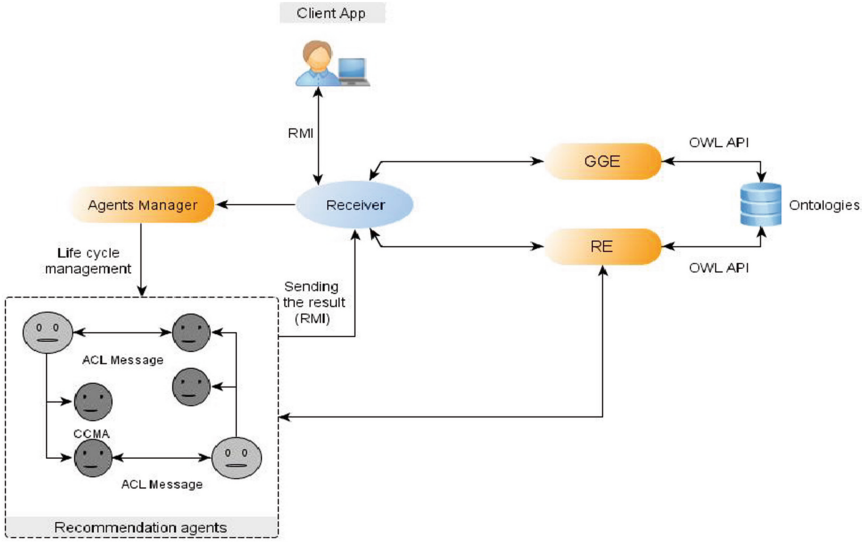 Client App
RMI
GGE
OWL API
Agents Manager
Receiver
Ontologies
RE
OWL API
Life cycle
management
Sending
the result
(RMI)
ACL Message
CCMA
ACL Message
Recommendation agents